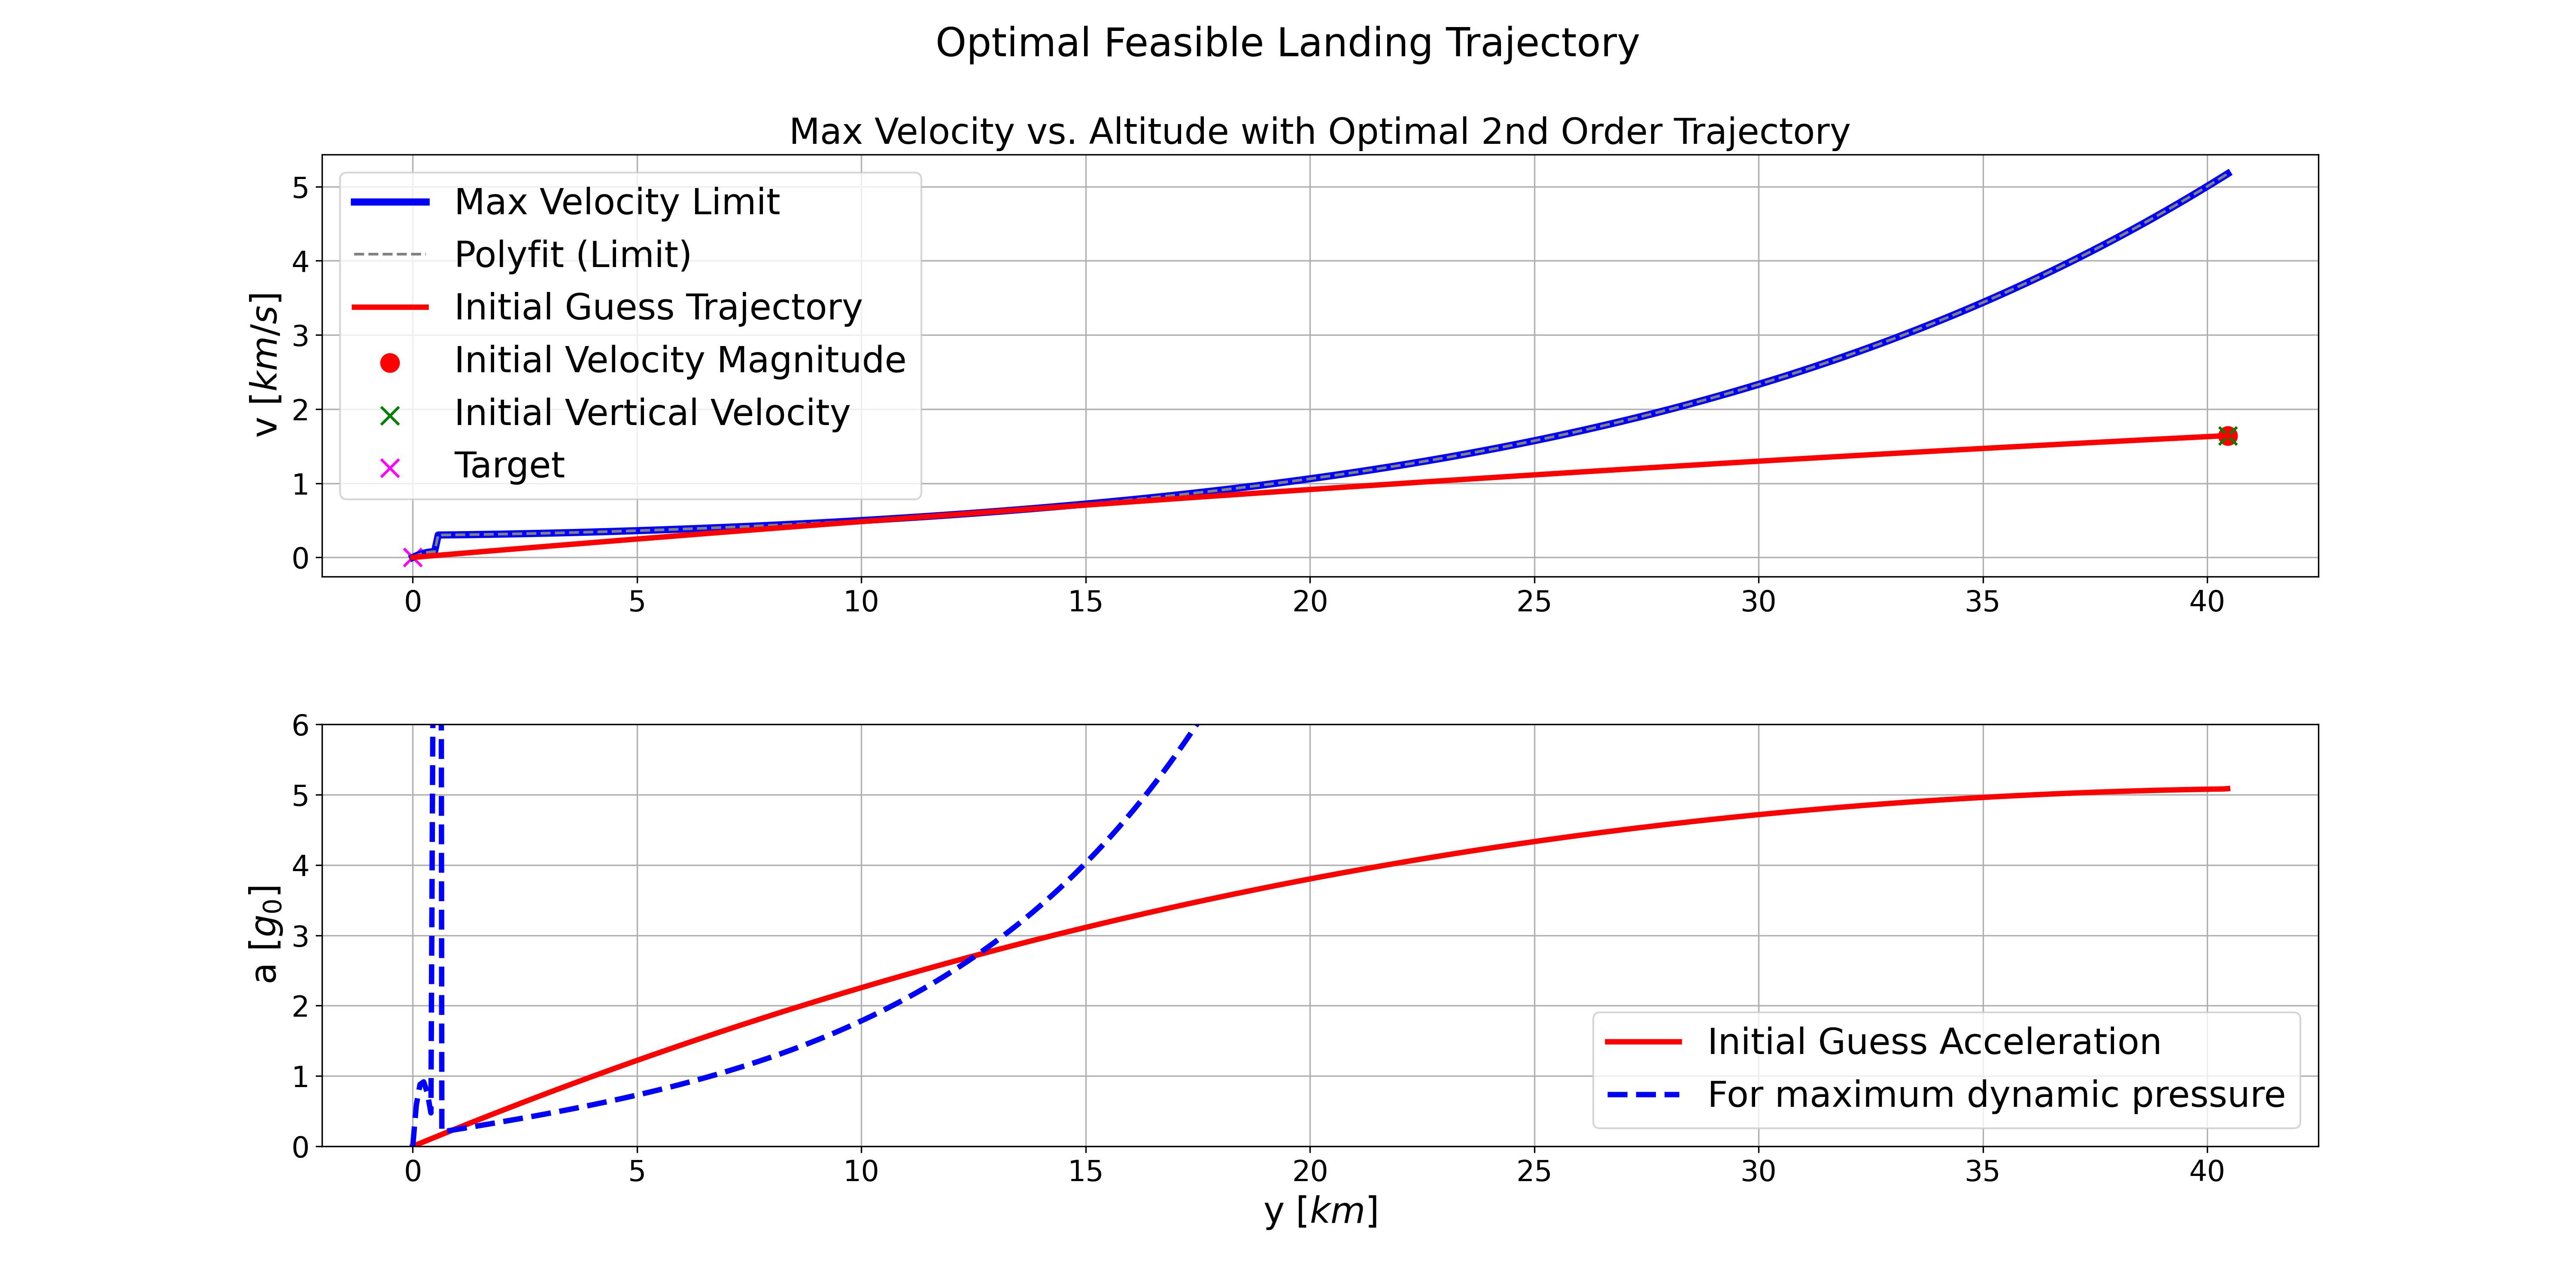 Optimal Feasible Landing Trajectory
Max Velocity vs. Altitude with Optimal 2nd Order Trajectory
v [km/s]
5
4
3
2
1
0
Max Velocity Limit
Polyfit (Limit)
Initial Guess Trajectory
Initial Velocity Magnitude
Initial Vertical Velocity
Target
0 5 10 15 20 25 30 35 40
a [g₀]
6
5
4
3
2
1
0
Initial Guess Acceleration
For maximum dynamic pressure
0 5 10 15 20 25 30 35 40
y [km]